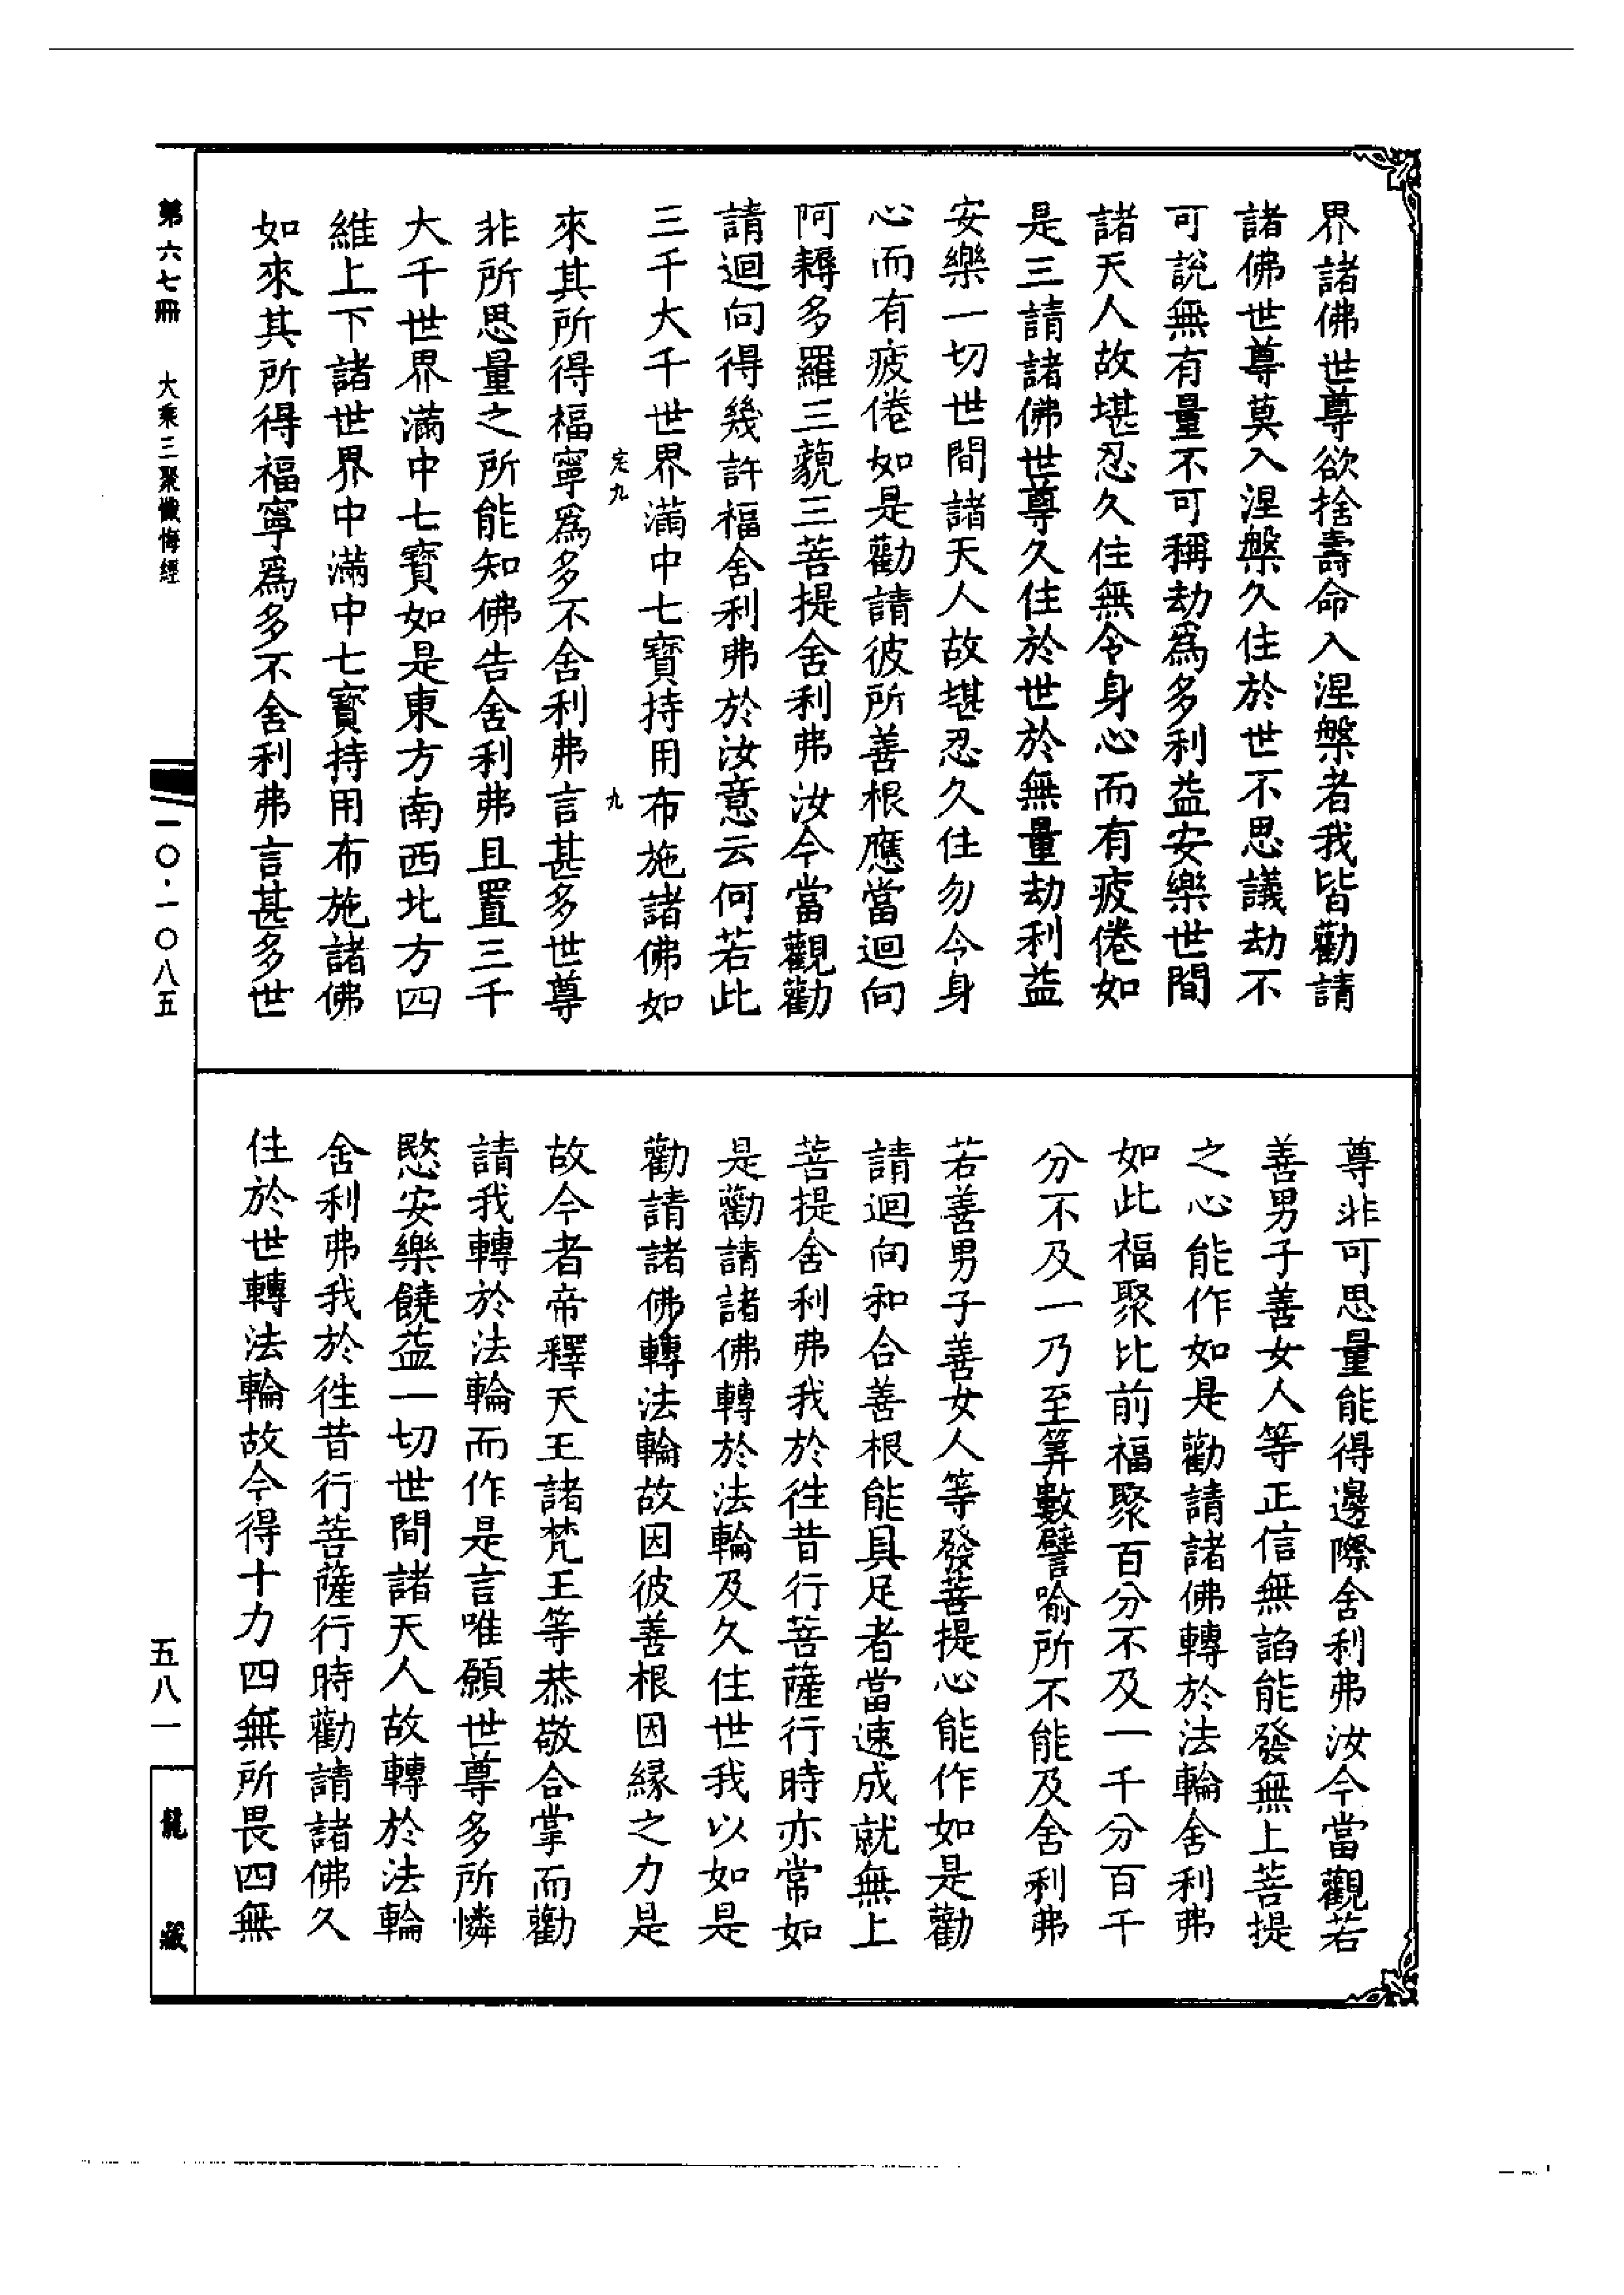 界諸佛世尊欲捨壽命入涅槃者我皆勸請
諸佛世尊莫入涅槃久住於世不思議劫不
可說無有量不可稱劫爲多利益安樂世間
諸天人故堪忍久住無令身心而有疲倦如
是三請諸佛世尊久住於世於無量劫利益
安樂一切世間諸天人故堪忍久住勿令身
心而有疲倦如是勸請彼所善根應當迴向
阿耨多羅三藐三菩提舍利弗汝今當觀勸
請迴向得幾許福舍利弗於汝意云何若此
三千大千世界滿中七寶持用布施諸佛如
定九 九
來其所得福寧爲多不舍利弗言甚多世尊
非所思量之所能知佛告舍利弗且置三千
大千世界滿中七寶如是東方南西北方四
維上下諸世界中滿中七寶持用布施諸佛
如來其所得福寧爲多不舍利弗言甚多世
尊非可思量能得邊際舍利弗汝今當觀若
善男子善女人等正信無諂能發無上菩提
之心能作如是勸請諸佛轉於法輪舍利弗
如此福聚比前福聚百分不及一千分百千
分不及一乃至筭數譬喻所不能及舍利弗
若善男子善女人等發菩提心能作如是勸
請迴向和合善根能具足者當速成就無上
菩提舍利弗我於往昔行菩薩行時亦常如
是勸請諸佛轉於法輪及久住世我以如是
勸請諸佛轉法輪故因彼善根因緣之力是
故今者帝釋天王諸梵王等恭敬合掌而勸
請我轉於法輪而作是言唯願世尊多所憐
愍安樂饒益一切世間諸天人故轉於法輪
舍利弗我於往昔行菩薩行時勸請諸佛久
住於世轉法輪故今得十力四無所畏四無
第六七冊 大乘三聚懺悔經
一〇·一〇八五
五八一
龍藏